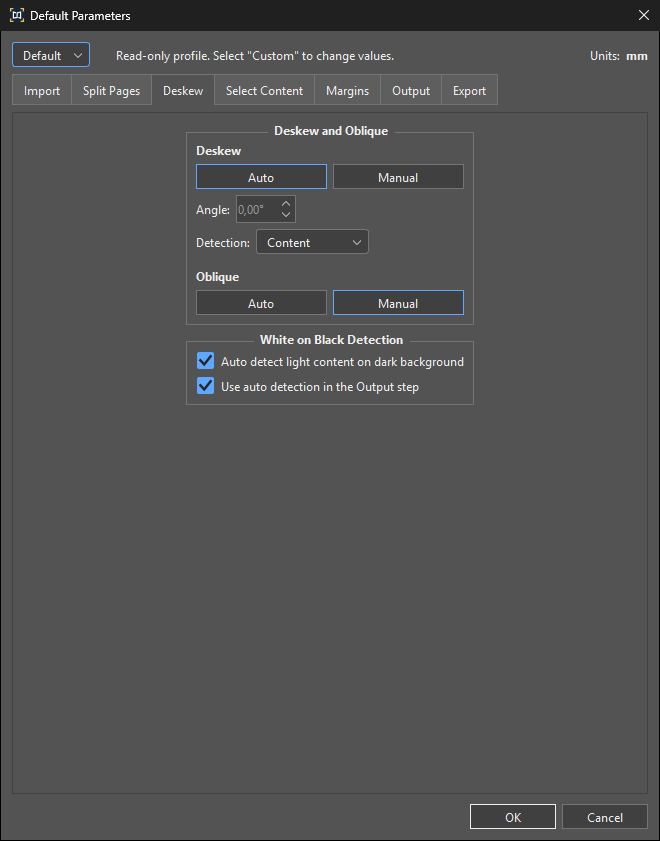 Default Parameters
Default Read-only profile. Select "Custom" to change values. Units: mm
Import Split Pages Deskew Select Content Margins Output Export
Deskew and Oblique
Deskew
Auto Manual
Angle: 0,00°
Detection: Content
Oblique
Auto Manual
White on Black Detection
Auto detect light content on dark background
Use auto detection in the Output step
OK Cancel